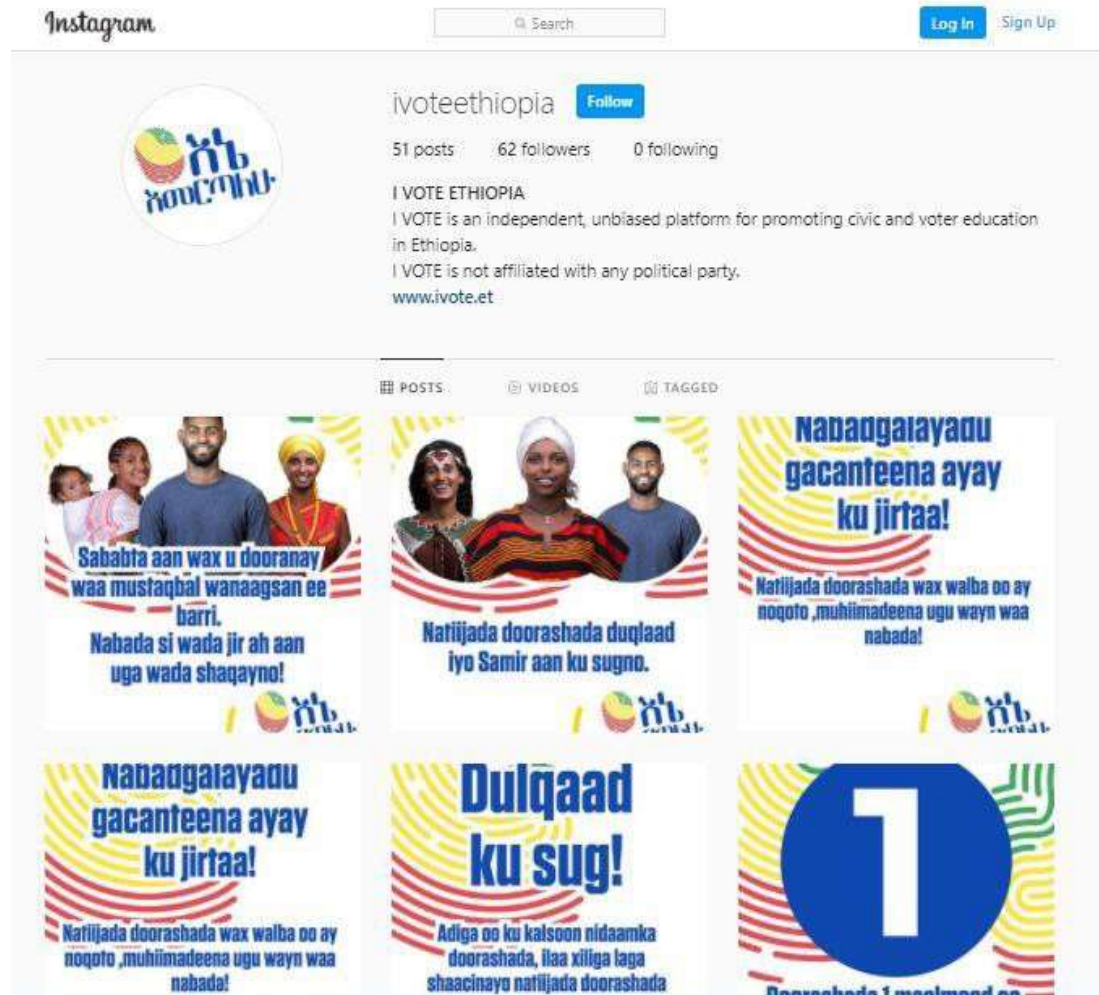 Instagram
Search
Log In
Sign Up
ivoteethiopia
Follow
51 posts 62 followers 0 following
I VOTE ETHIOPIA
I VOTE is an independent, unbiased platform for promoting civic and voter education
in Ethiopia.
I VOTE is not affiliated with any political party.
www.ivote.et
እኔ
እመርጣለሁ
POSTS
VIDEOS
TAGGED
Sababta aan wax u dooranay
waa mustaqbal wanaagsan ee
barri.
Nabada si wada jir ah aan
uga wada shaqayno!
እኔ
Natiijada doorashada duqlaad
iyo Samir aan ku sugno.
እኔ
Nabadgalayadu
gacanteena ayay
ku jirtaa!
Natiijada doorashada wax walba oo ay
noqoto ,muhiimadeena ugu wayn waa
nabada!
እኔ
Nabadgalayadu
gacanteena ayay
ku jirtaa!
Natiijada doorashada wax walba oo ay
noqoto ,muhiimadeena ugu wayn waa
nabada!
Dulqaad
ku sug!
Adiga oo ku kalsoon nidaamka
doorashada, ilaa xiliga laga
shaacinayo natiijada doorashada
1